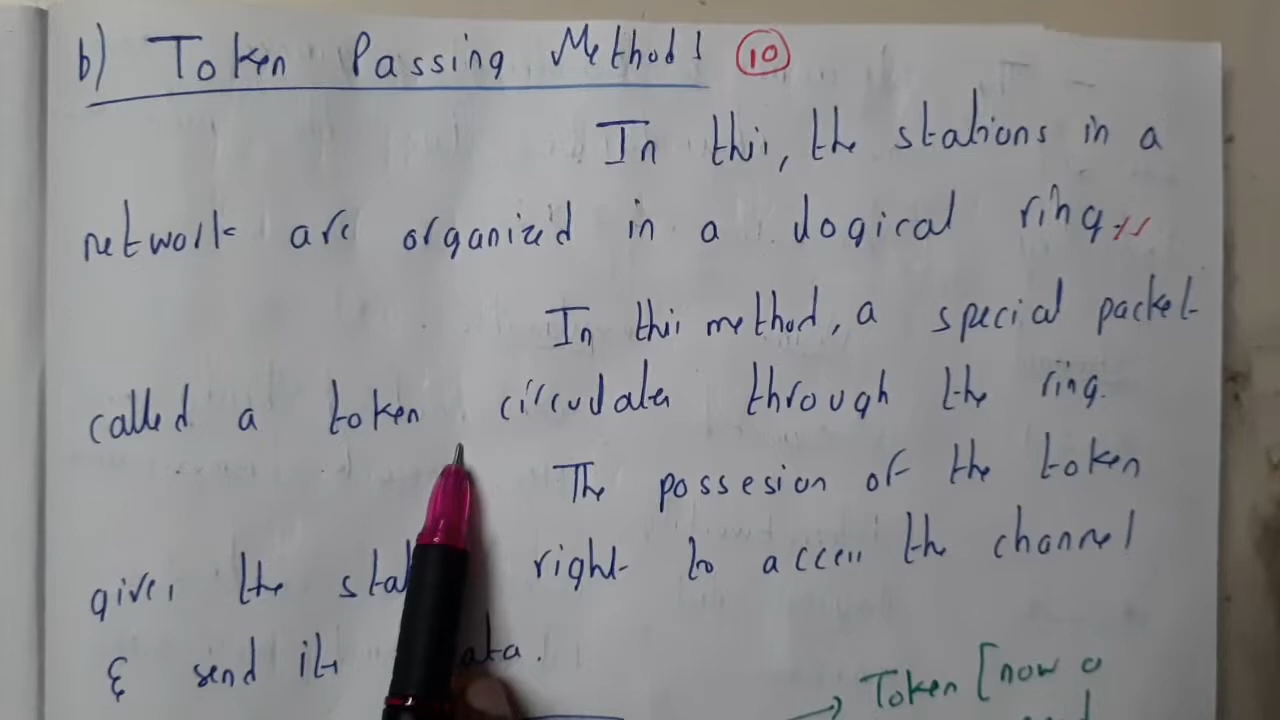 b) Token Passing Method: 10
In this, the stations in a
network are organized in a logical ring.
In this method, a special packet
called a token circulates through the ring.
The possesion of the token
gives the right to access the channel
& send its
Token [now